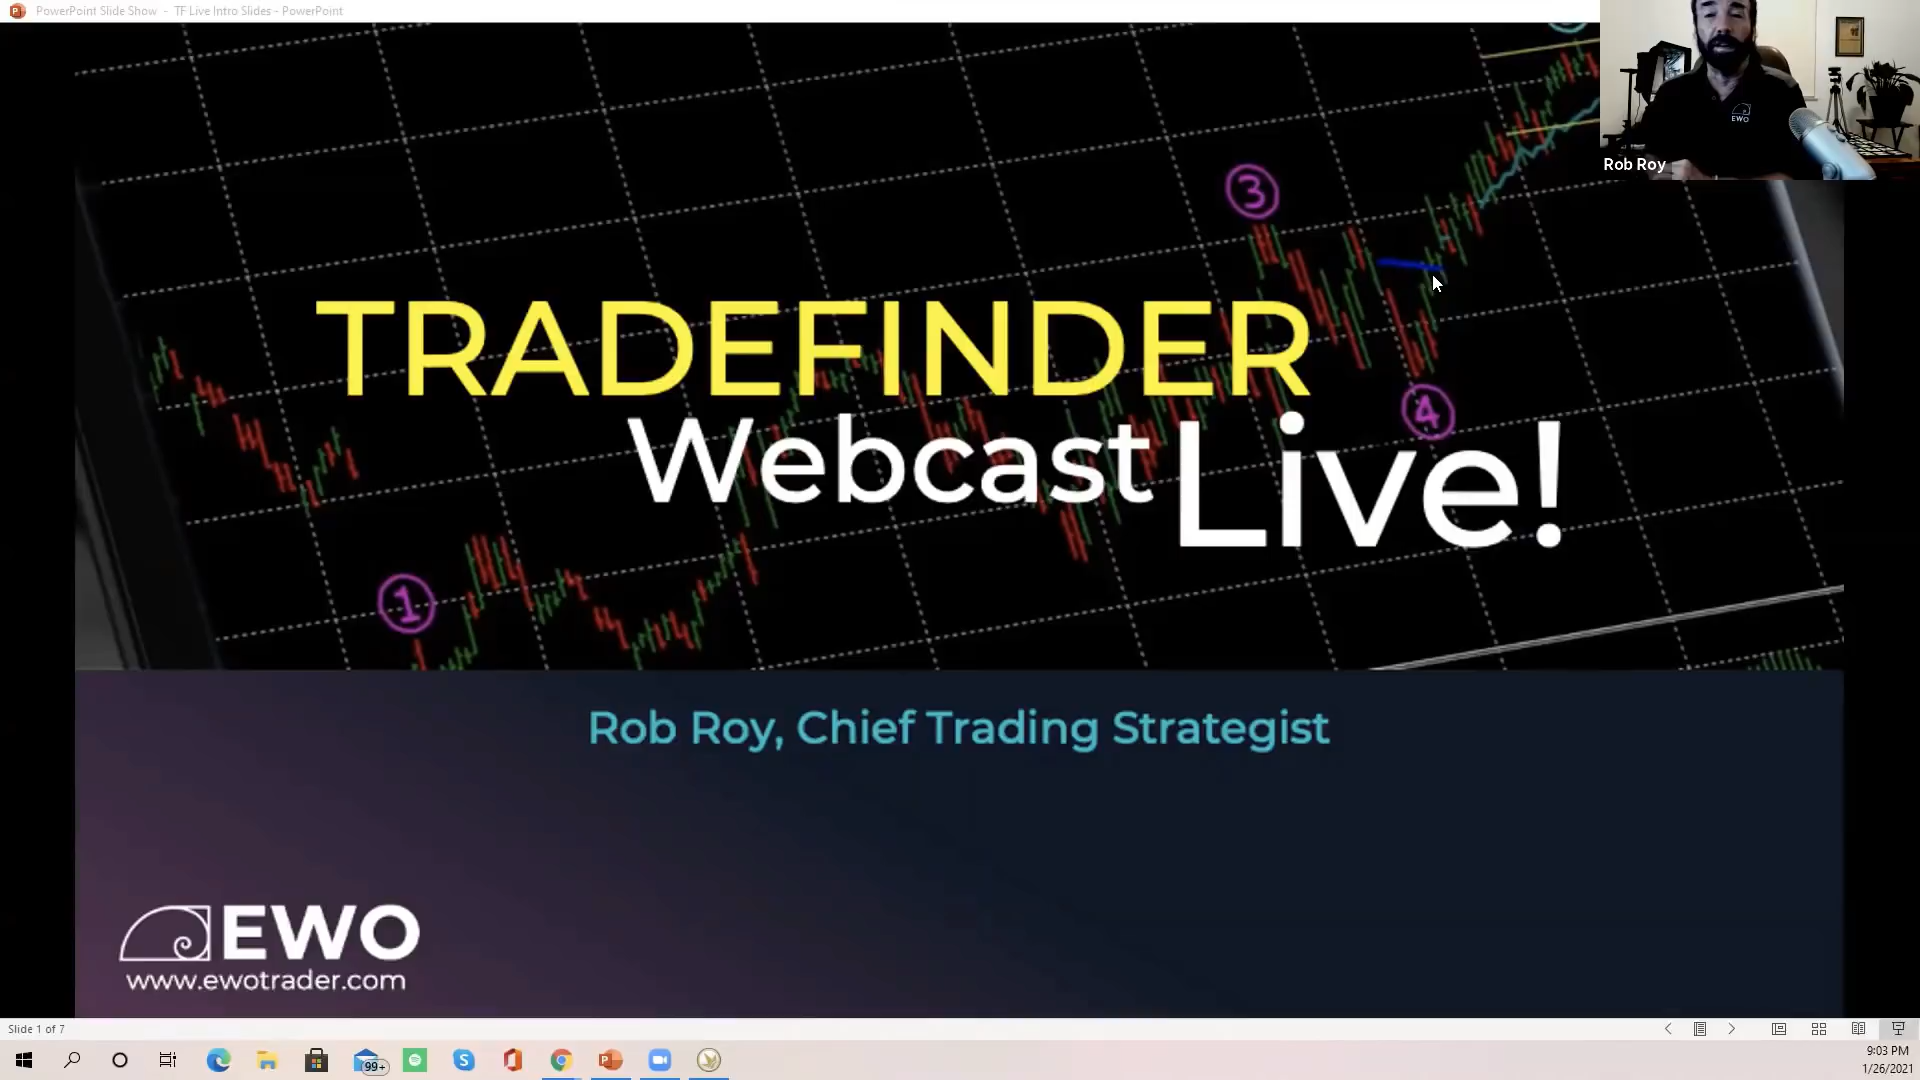 PowerPoint Slide Show - TF Live Intro Slides - PowerPoint
EWO
Rob Roy
3
TRADEFINDER
4
Webcast Live!
1
Rob Roy, Chief Trading Strategist
EWO
www.ewotrader.com
Slide 1 of 7
99+
9:03 PM
1/26/2021